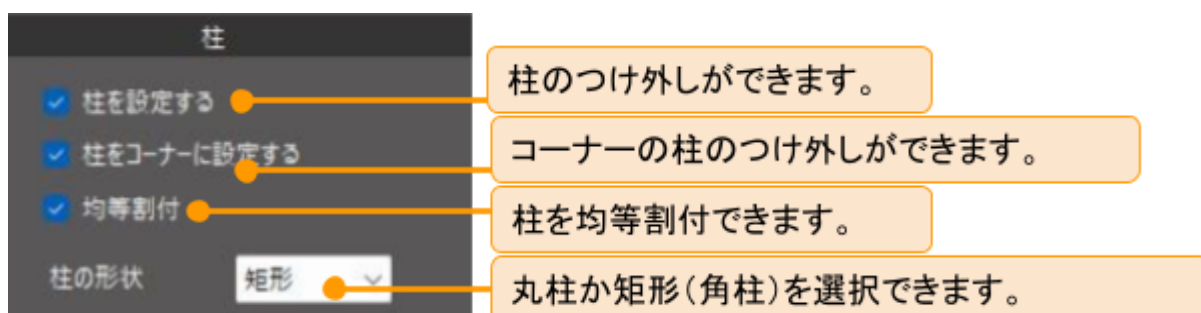 柱
柱を設定する
柱のつけ外しができます。
柱をコーナーに設定する
コーナーの柱のつけ外しができます。
均等割付
柱を均等割付できます。
柱の形状
矩形
丸柱か矩形(角柱)を選択できます。